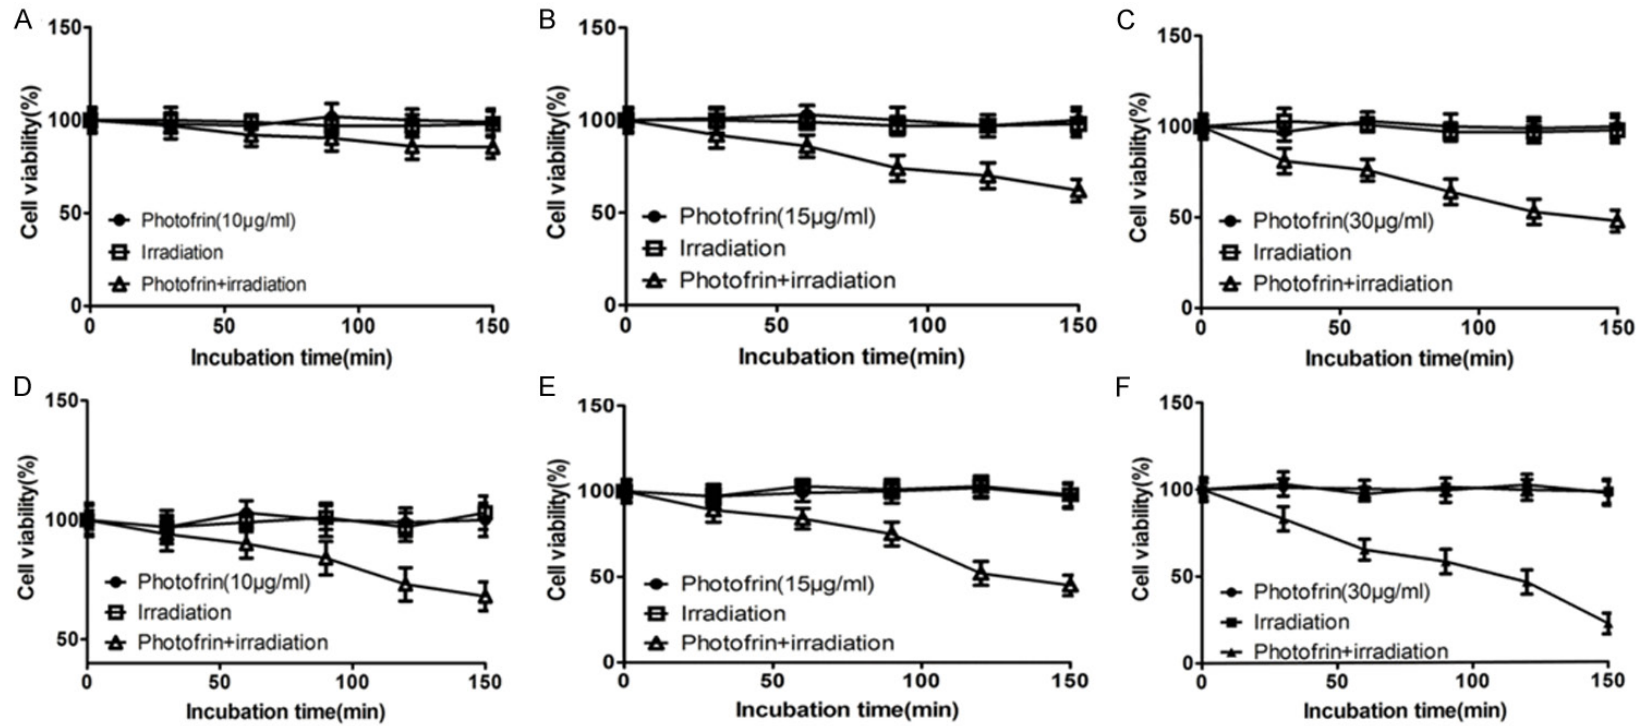 A
150
100
50
0
Cell viability(%)
Photofrin(10µg/ml)
Irradiation
Photofrin+irradiation
0 50 100 150
Incubation time(min)
B
150
100
50
0
Cell viability(%)
Photofrin(15µg/ml)
Irradiation
Photofrin+irradiation
0 50 100 150
Incubation time(min)
C
150
100
50
0
Cell viability(%)
Photofrin(30µg/ml)
Irradiation
Photofrin+irradiation
0 50 100 150
Incubation time(min)
D
150
100
50
Cell viability(%)
Photofrin(10µg/ml)
Irradiation
Photofrin+irradiation
0 50 100 150
Incubation time(min)
E
150
100
50
0
Cell viability(%)
Photofrin(15µg/ml)
Irradiation
Photofrin+irradiation
0 50 100 150
Incubation time(min)
F
150
100
50
0
Cell viability(%)
Photofrin(30µg/ml)
Irradiation
Photofrin+irradiation
0 50 100 150
Incubation time(min)